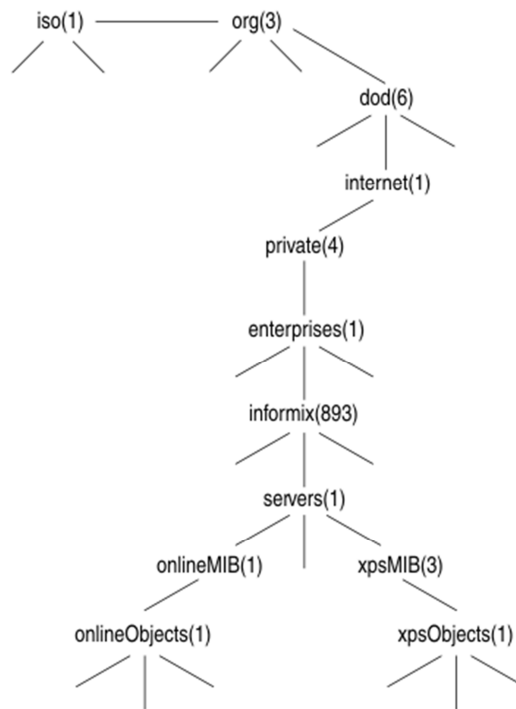 iso(1) org(3)
dod(6)
internet(1)
private(4)
enterprises(1)
informix(893)
servers(1)
onlineMIB(1) xpsMIB(3)
onlineObjects(1) xpsObjects(1)